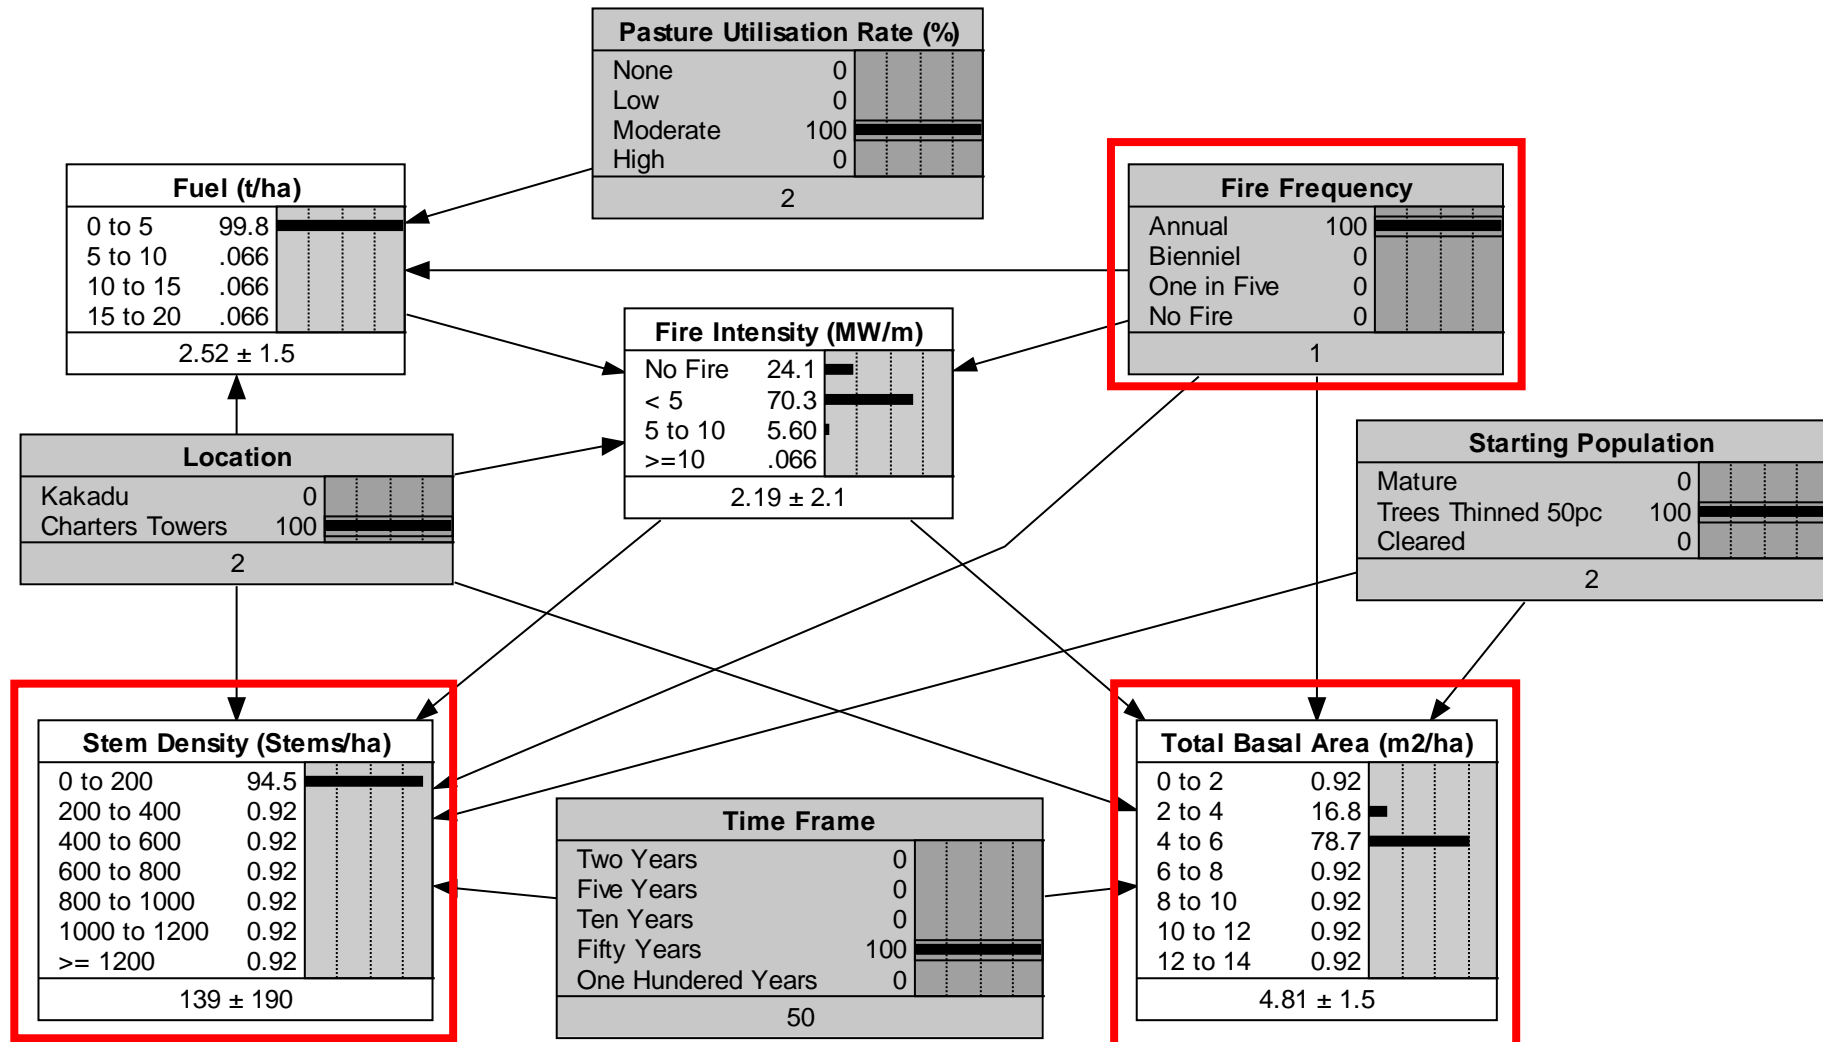 Pasture Utilisation Rate (%)
None 0
Low 0
Moderate 100
High 0
2
Fuel (t/ha)
0 to 5 99.8
5 to 10 .066
10 to 15 .066
15 to 20 .066
2.52 ± 1.5
Fire Frequency
Annual 100
Bienniel 0
One in Five 0
No Fire 0
1
Fire Intensity (MW/m)
No Fire 24.1
< 5 70.3
5 to 10 5.60
>=10 .066
2.19 ± 2.1
Location
Kakadu 0
Charters Towers 100
2
Starting Population
Mature 0
Trees Thinned 50pc 100
Cleared 0
2
Stem Density (Stems/ha)
0 to 200 94.5
200 to 400 0.92
400 to 600 0.92
600 to 800 0.92
800 to 1000 0.92
1000 to 1200 0.92
>= 1200 0.92
139 ± 190
Time Frame
Two Years 0
Five Years 0
Ten Years 0
Fifty Years 100
One Hundered Years 0
50
Total Basal Area (m2/ha)
0 to 2 0.92
2 to 4 16.8
4 to 6 78.7
6 to 8 0.92
8 to 10 0.92
10 to 12 0.92
12 to 14 0.92
4.81 ± 1.5